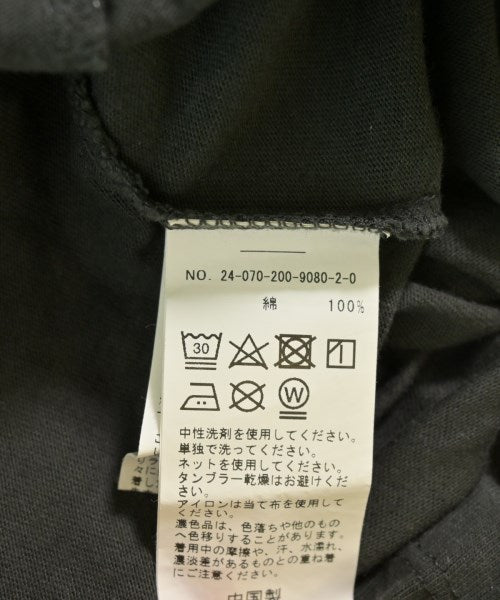 NO. 24-070-200-9080-2-0
綿 100%
30
W
中性洗剤を使用してください。
単独で洗ってください。
ネットを使用してください。
タンブラー乾燥はお避けくださ
い。
アイロンは当て布を使用して
ください。
濃色品は、色落ちや他のもの
へ色移りすることがあります。
着用中の摩擦や、汗、水濡れ、
濃淡差があるものとの重ね着
にご注意ください。
中国製